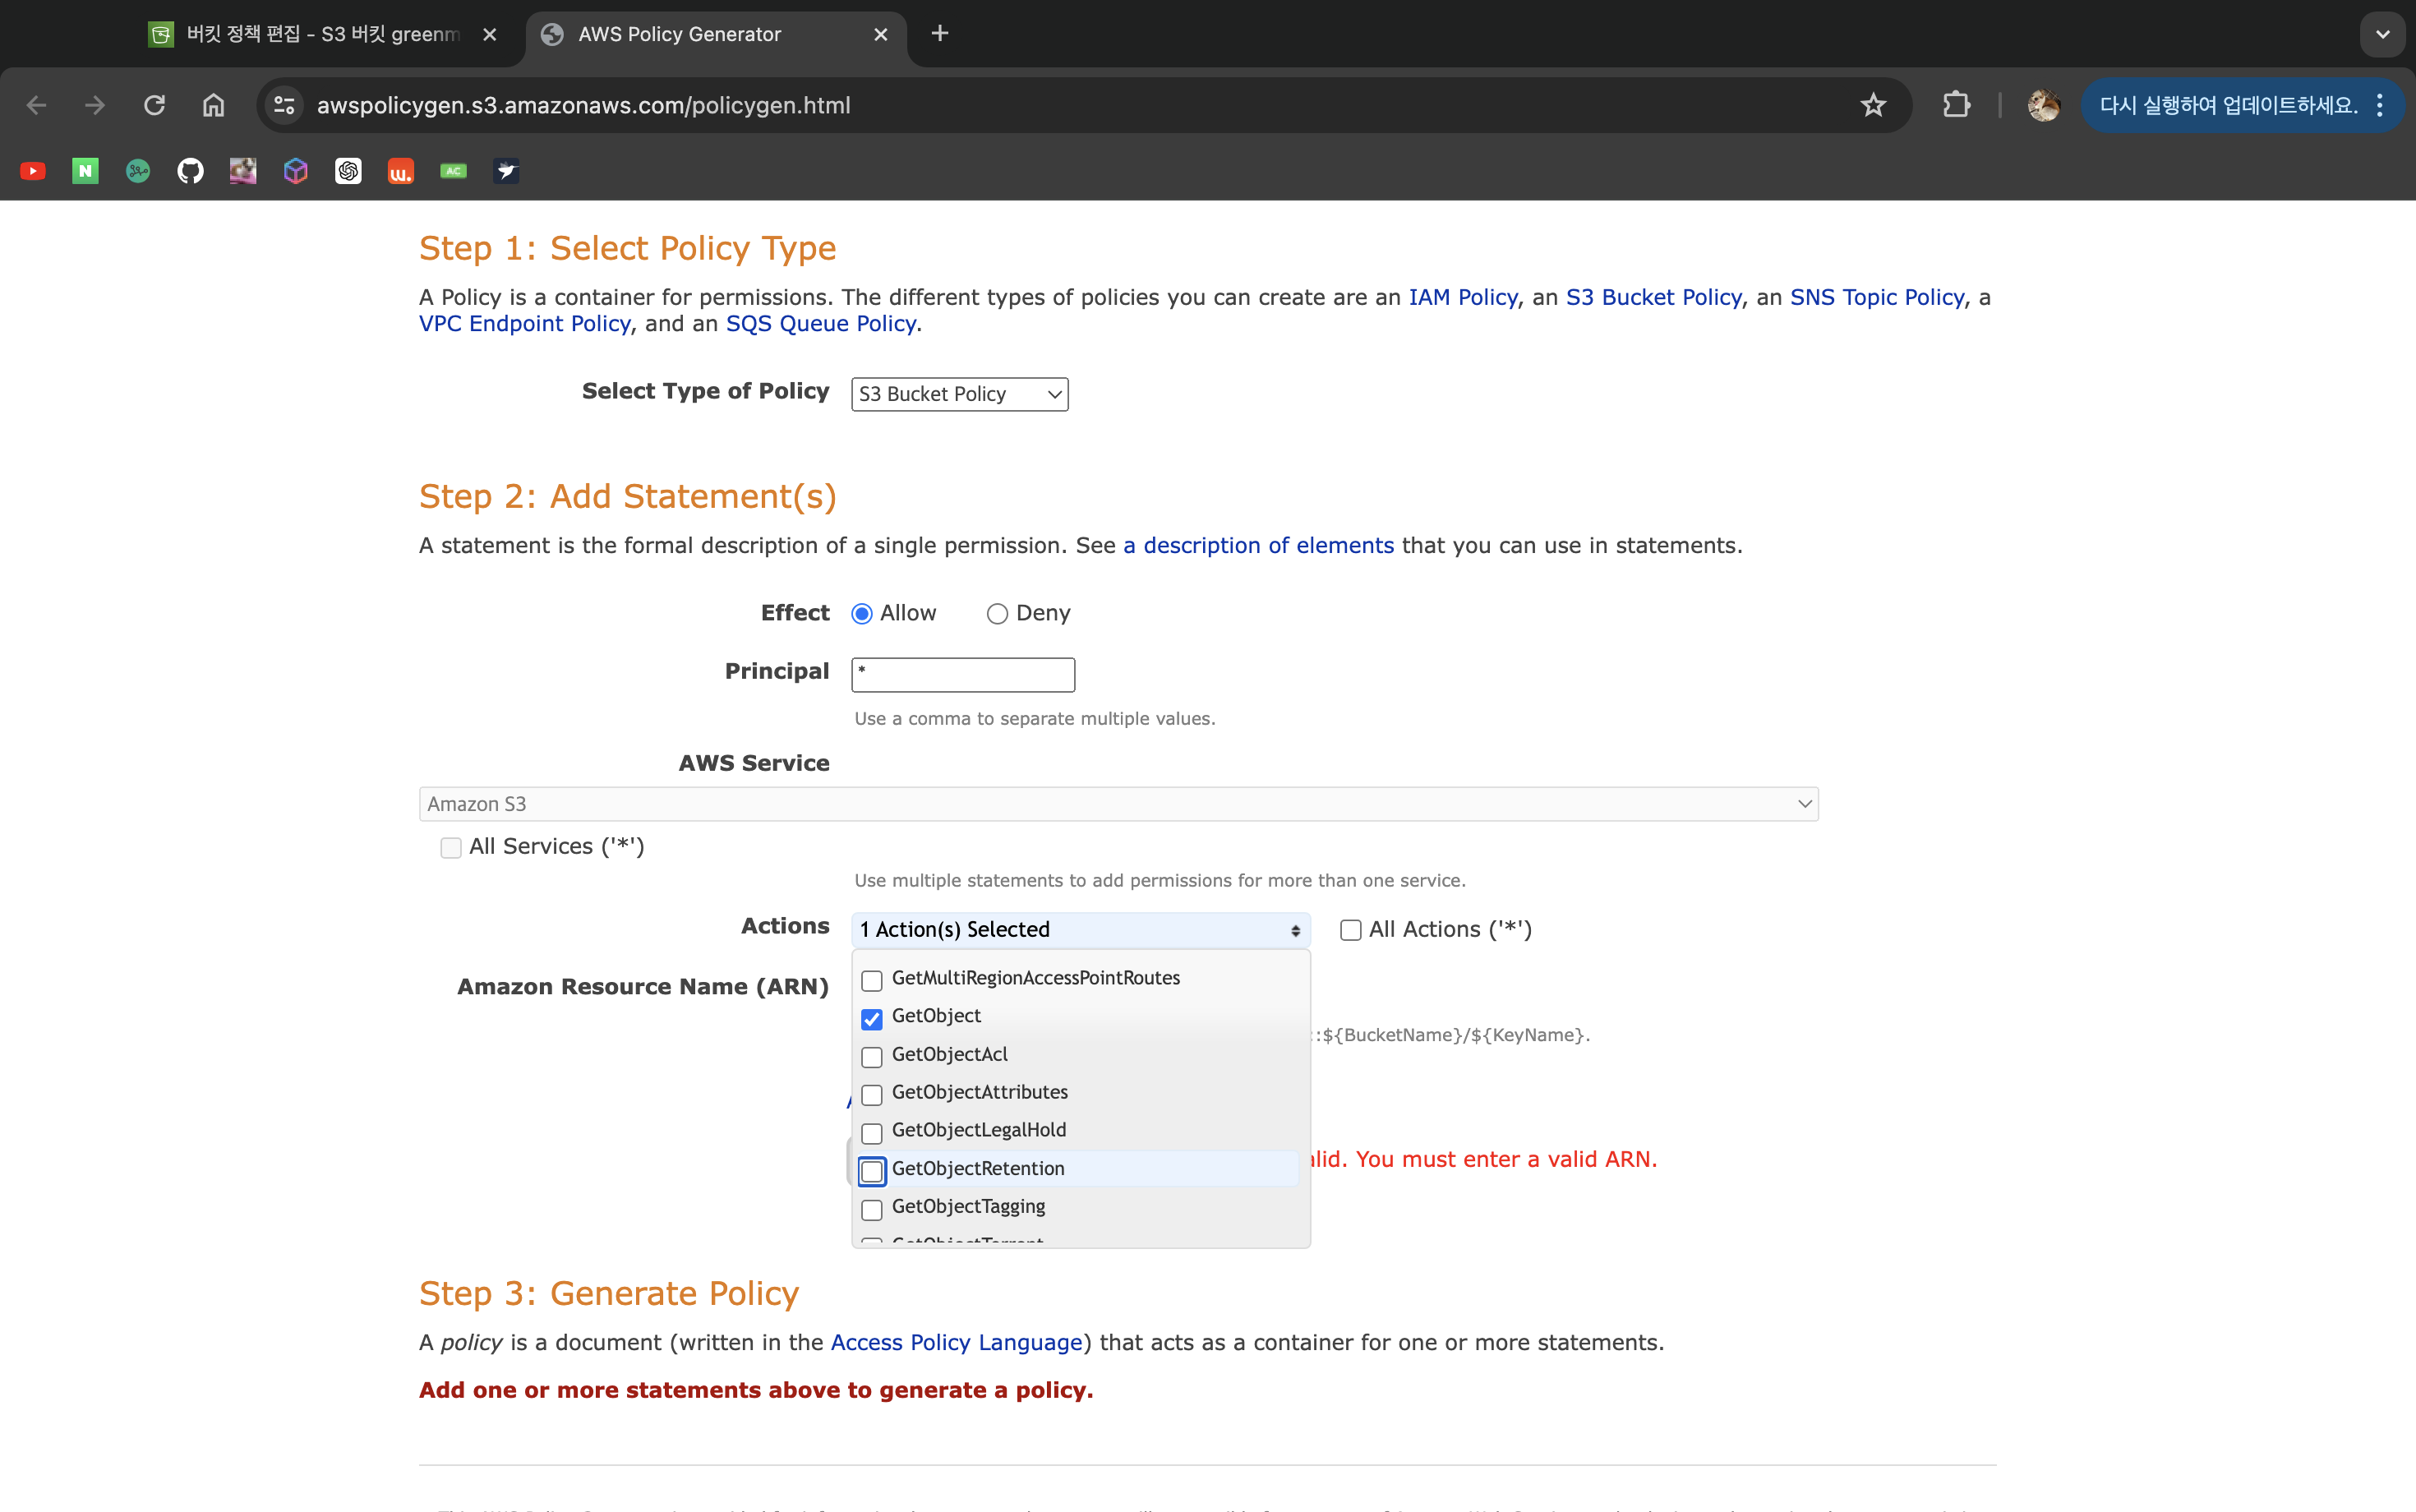 버킷 정책 편집 - S3 버킷 greenm
AWS Policy Generator
awspolicygen.s3.amazonaws.com/policygen.html
다시 실행하여 업데이트하세요.
N
w.
AC
Step 1: Select Policy Type
A Policy is a container for permissions. The different types of policies you can create are an IAM Policy, an S3 Bucket Policy, an SNS Topic Policy, a
VPC Endpoint Policy, and an SQS Queue Policy.
Select Type of Policy S3 Bucket Policy
Step 2: Add Statement(s)
A statement is the formal description of a single permission. See a description of elements that you can use in statements.
Effect Allow Deny
Principal *
Use a comma to separate multiple values.
AWS Service
Amazon S3
All Services ('*')
Use multiple statements to add permissions for more than one service.
Actions 1 Action(s) Selected All Actions ('*')
GetMultiRegionAccessPointRoutes
Amazon Resource Name (ARN)
GetObject
::${BucketName}/${KeyName}.
GetObjectAcl
GetObjectAttributes
GetObjectLegalHold
alid. You must enter a valid ARN.
GetObjectRetention
GetObjectTagging
GetObjectTorrent
Step 3: Generate Policy
A policy is a document (written in the Access Policy Language) that acts as a container for one or more statements.
Add one or more statements above to generate a policy.